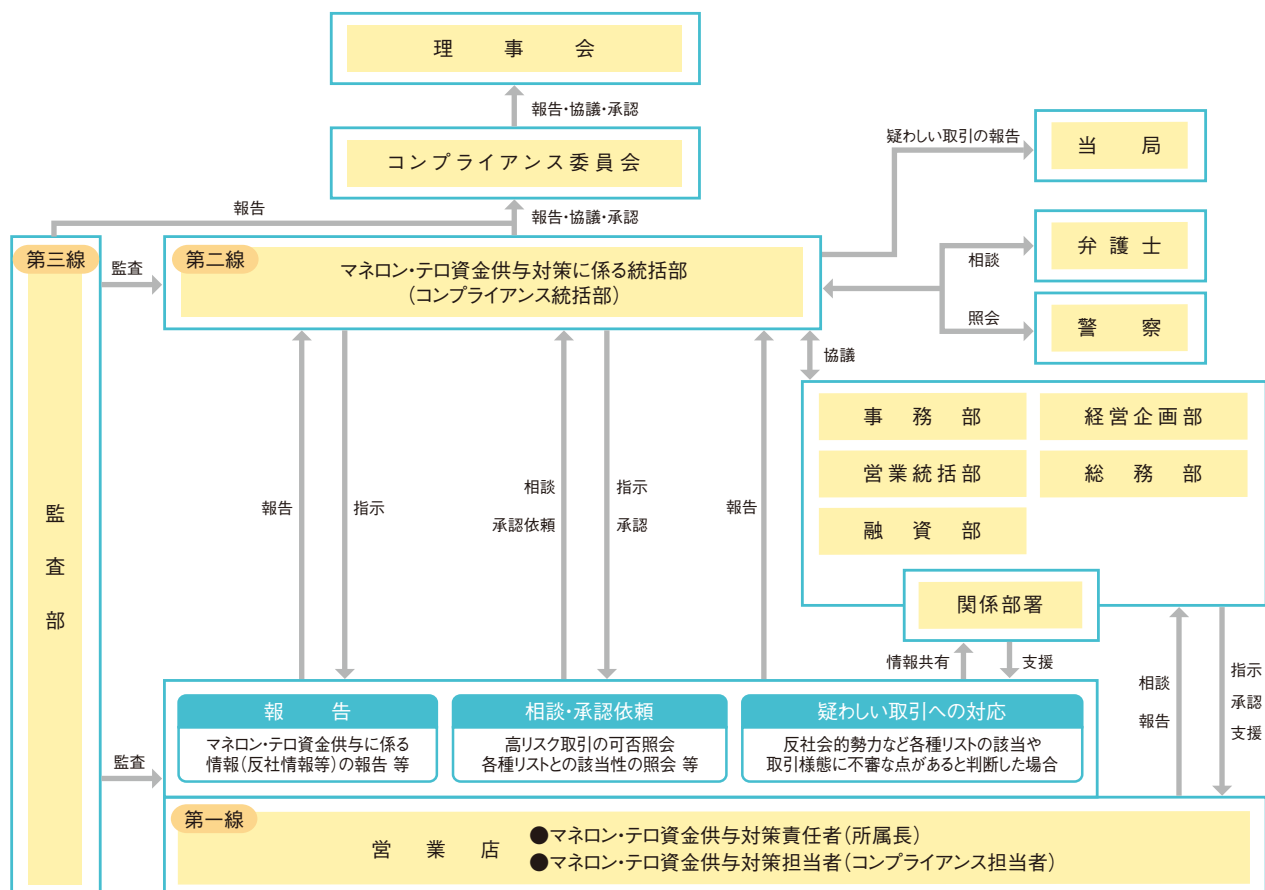 理事会
報告・協議・承認
コンプライアンス委員会
報告
報告・協議・承認
疑わしい取引の報告
当局
弁護士
相談
照会
警察
第三線
監査
第二線
マネロン・テロ資金供与対策に係る統括部
(コンプライアンス統括部)
協議
事務部
経営企画部
営業統括部
総務部
融資部
関係部署
監査部
報告
指示
相談
承認依頼
指示
承認
報告
情報共有
支援
相談
報告
指示
承認
支援
監査
報告
マネロン・テロ資金供与に係る
情報(反社情報等)の報告 等
相談・承認依頼
高リスク取引の可否照会
各種リストとの該当性の照会 等
疑わしい取引への対応
反社会的勢力など各種リストの該当や
取引様態に不審な点があると判断した場合
第一線
営業店
●マネロン・テロ資金供与対策責任者(所属長)
●マネロン・テロ資金供与対策担当者(コンプライアンス担当者)